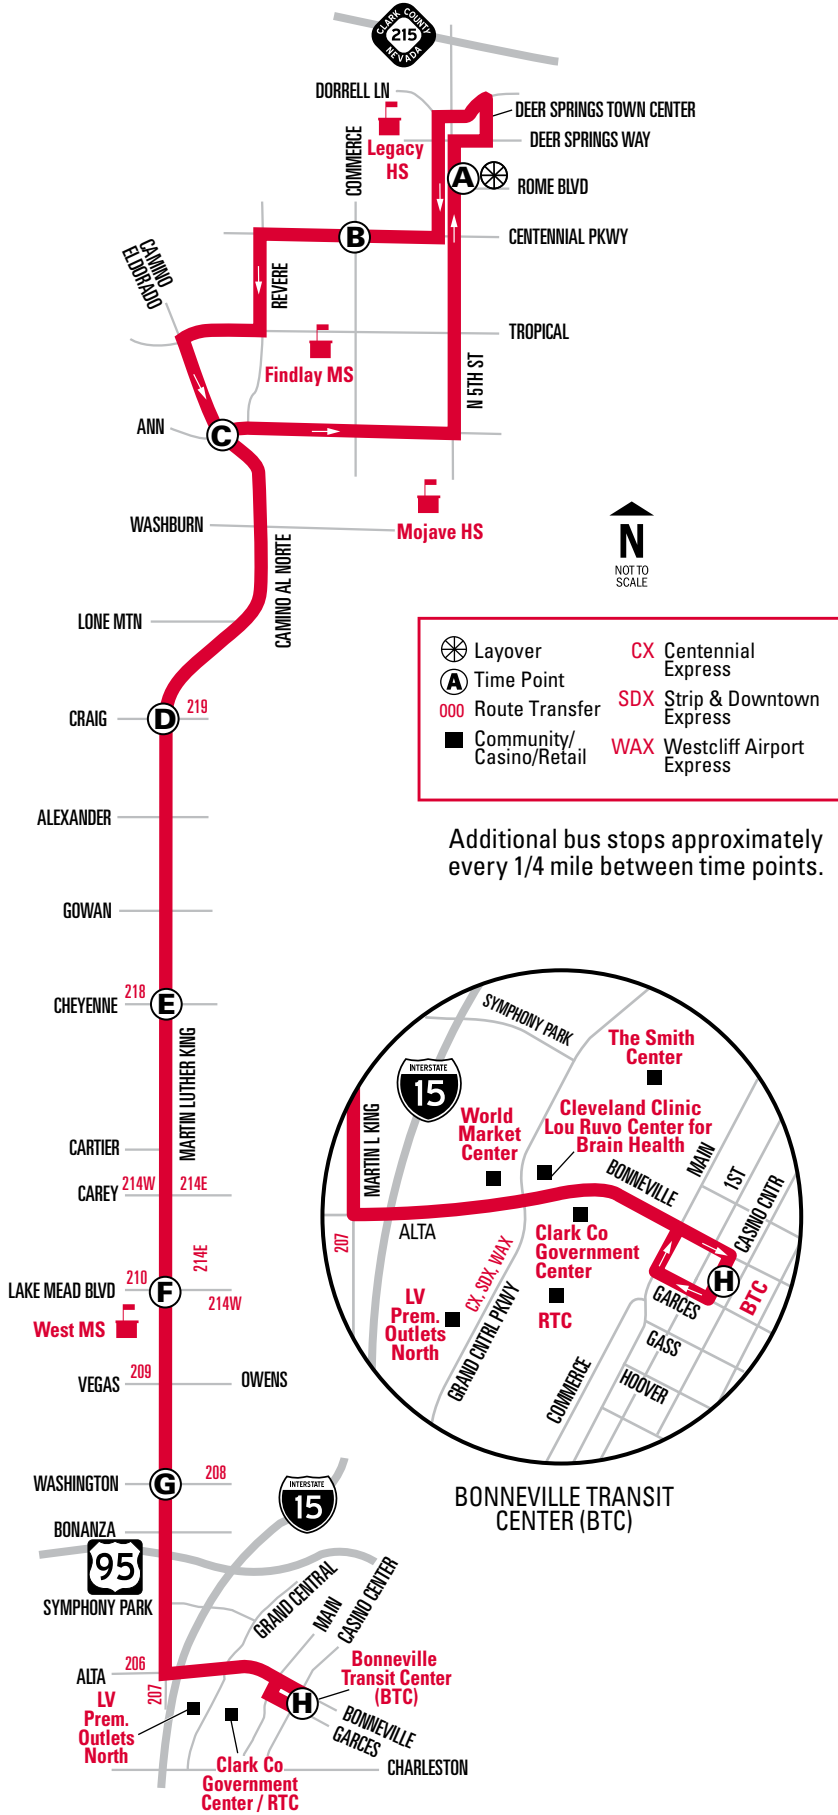 CLARK COUNTY
215
NEVADA
DORRELL LN
DEER SPRINGS TOWN CENTER
DEER SPRINGS WAY
Legacy
HS
COMMERCE
A
ROME BLVD
B
CENTENNIAL PKWY
CAMINO
ELDORADO
REVERE
TROPICAL
Findlay MS
N 5TH ST
ANN
C
WASHBURN
Mojave HS
CAMINO AL NORTE
N
NOT TO
SCALE
LONE MTN
Layover
A Time Point
000 Route Transfer
Community/
Casino/Retail
CX Centennial
Express
SDX Strip & Downtown
Express
WAX Westcliff Airport
Express
CRAIG
D
219
ALEXANDER
Additional bus stops approximately
every 1/4 mile between time points.
GOWAN
CHEYENNE
218
E
MARTIN LUTHER KING
CARTIER
CAREY
214W
214E
214E
LAKE MEAD BLVD
210
F
214W
West MS
VEGAS
209
OWENS
WASHINGTON
G
208
BONANZA
95
INTERSTATE
15
SYMPHONY PARK
GRAND CENTRAL
MAIN
CASINO CENTER
ALTA
206
207
Bonneville
Transit Center
(BTC)
H
LV
Prem.
Outlets
North
BONNEVILLE
GARCES
Clark Co
Government
Center / RTC
CHARLESTON
SYMPHONY PARK
INTERSTATE
15
The Smith
Center
World
Market
Center
Cleveland Clinic
Lou Ruvo Center for
Brain Health
MARTIN L KING
BONNEVILLE
MAIN
1ST
CASINO CNTR
207
ALTA
CX, SDX, WAX
Clark Co
Government
Center
H
BTC
GARCES
LV
Prem.
Outlets
North
RTC
GRAND CNTRL PKWY
GASS
COMMERCE
HOOVER
BONNEVILLE TRANSIT
CENTER (BTC)